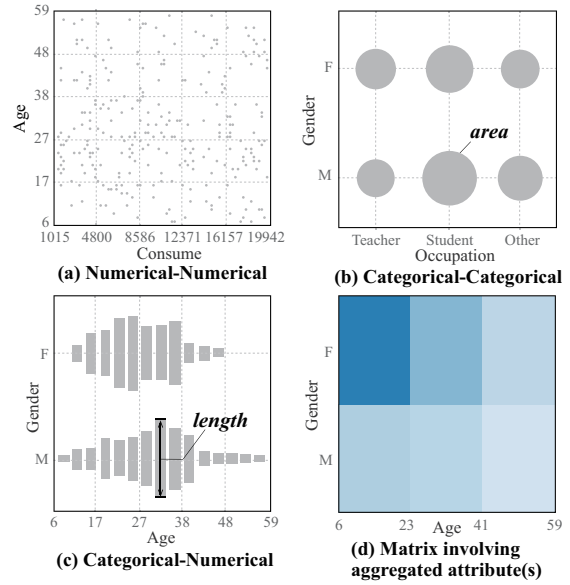 59
48
38
27
17
6
Age
1015 4800 8586 12371 16157 19942
Consume
(a) Numerical-Numerical
F
M
Gender
area
Teacher Student Other
Occupation
(b) Categorical-Categorical
F
M
Gender
length
6 17 27 38 48 59
Age
(c) Categorical-Numerical
F
M
Gender
6 23 41 59
Age
(d) Matrix involving
aggregated attribute(s)